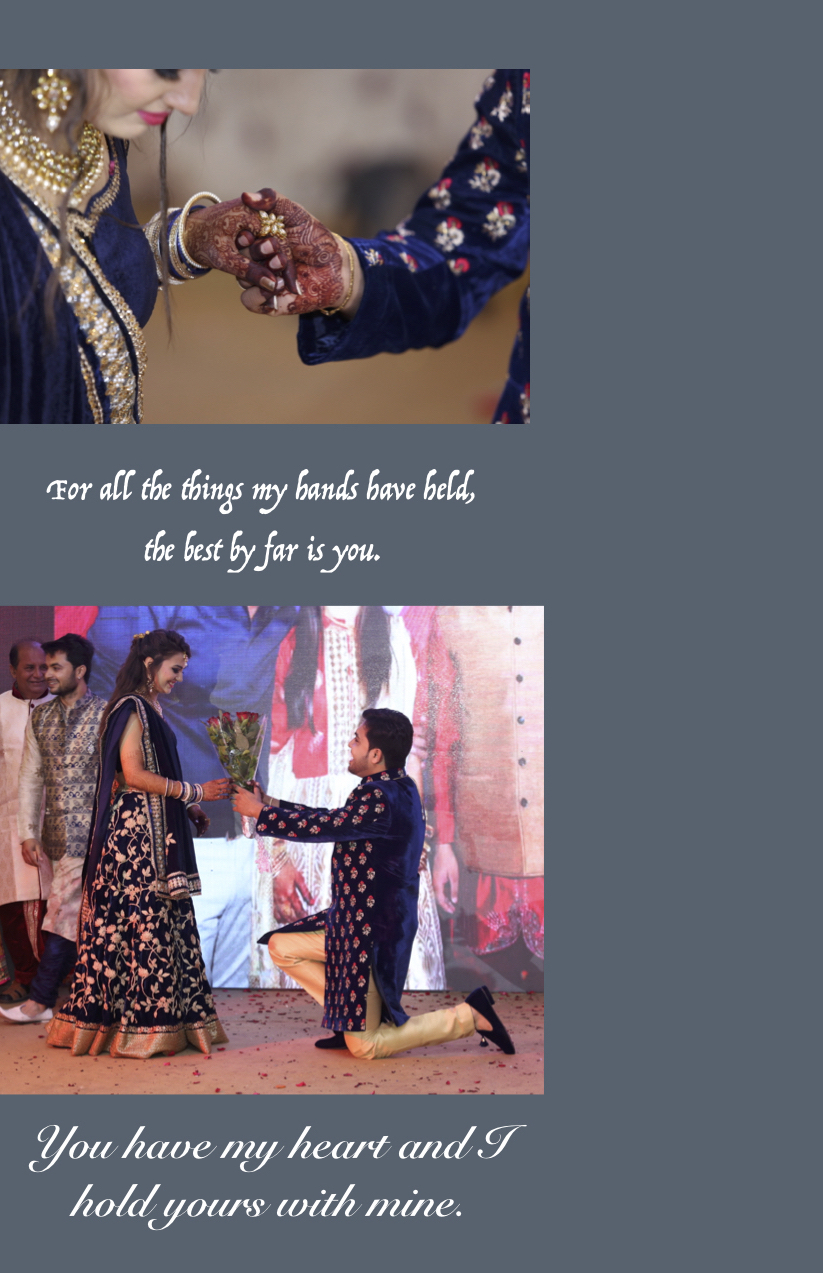 For all the things my hands have held,
the best by far is you.
You have my heart and I
hold yours with mine.